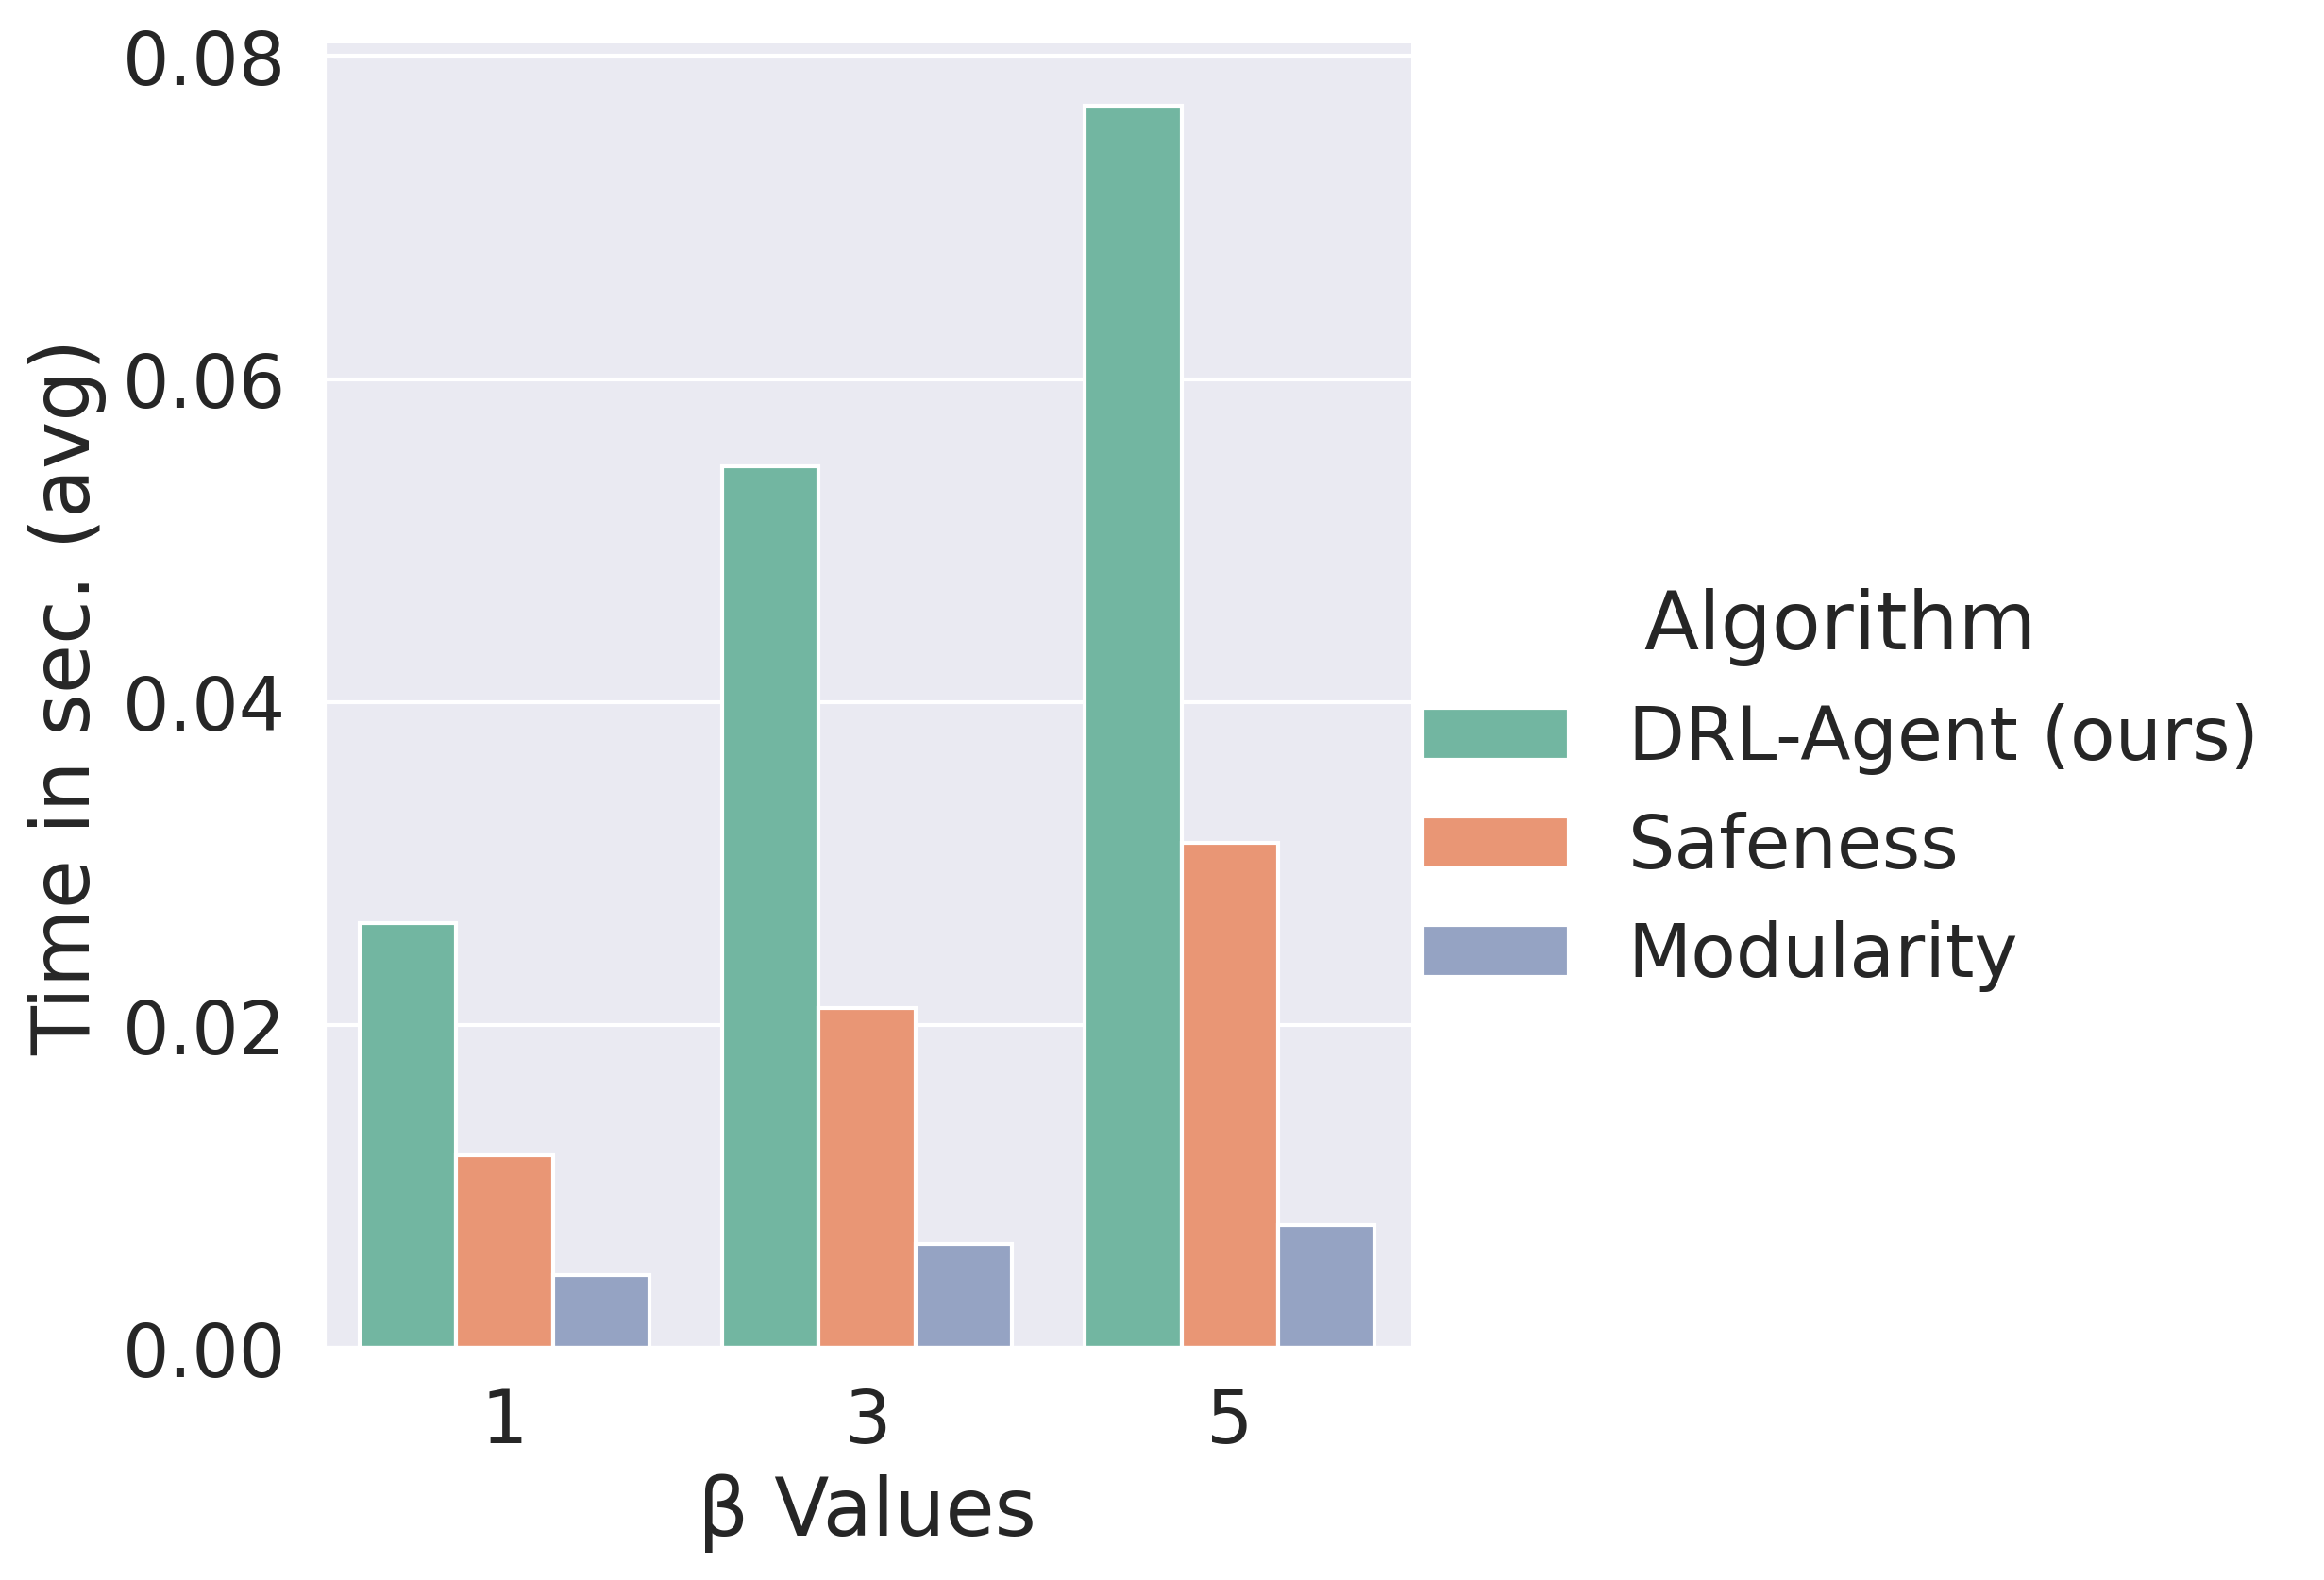 0.08
0.06
0.04
0.02
0.00
Time in sec. (avg)
1 3 5
β Values
Algorithm
DRL-Agent (ours)
Safeness
Modularity